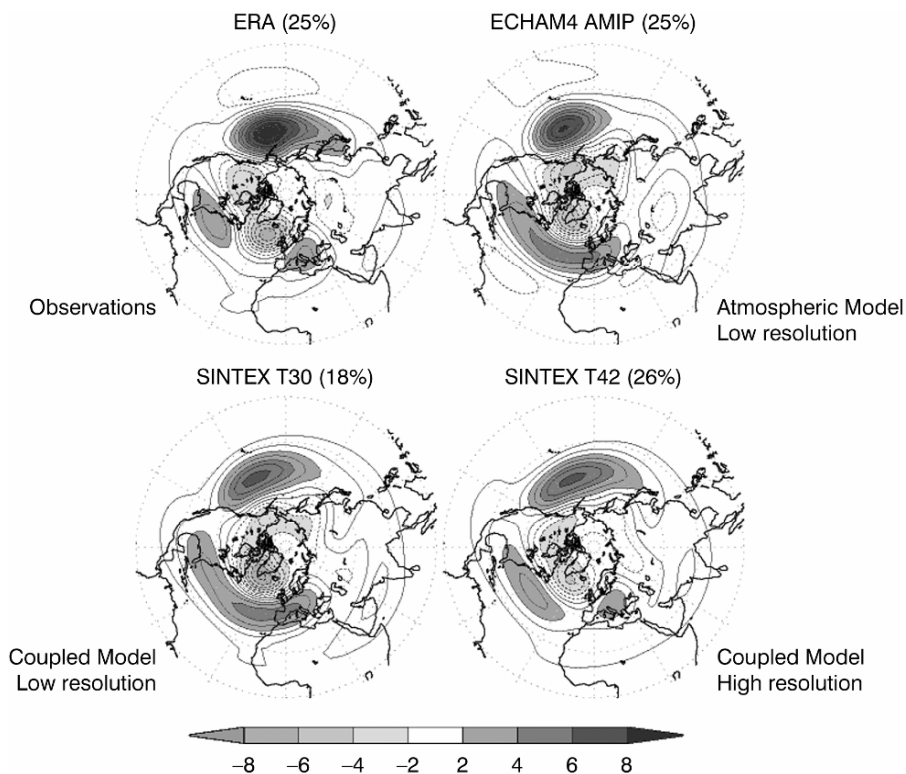 ERA (25%)
ECHAM4 AMIP (25%)
Observations
Atmospheric Model
Low resolution
SINTEX T30 (18%)
SINTEX T42 (26%)
Coupled Model
Low resolution
Coupled Model
High resolution
−8 −6 −4 −2 2 4 6 8